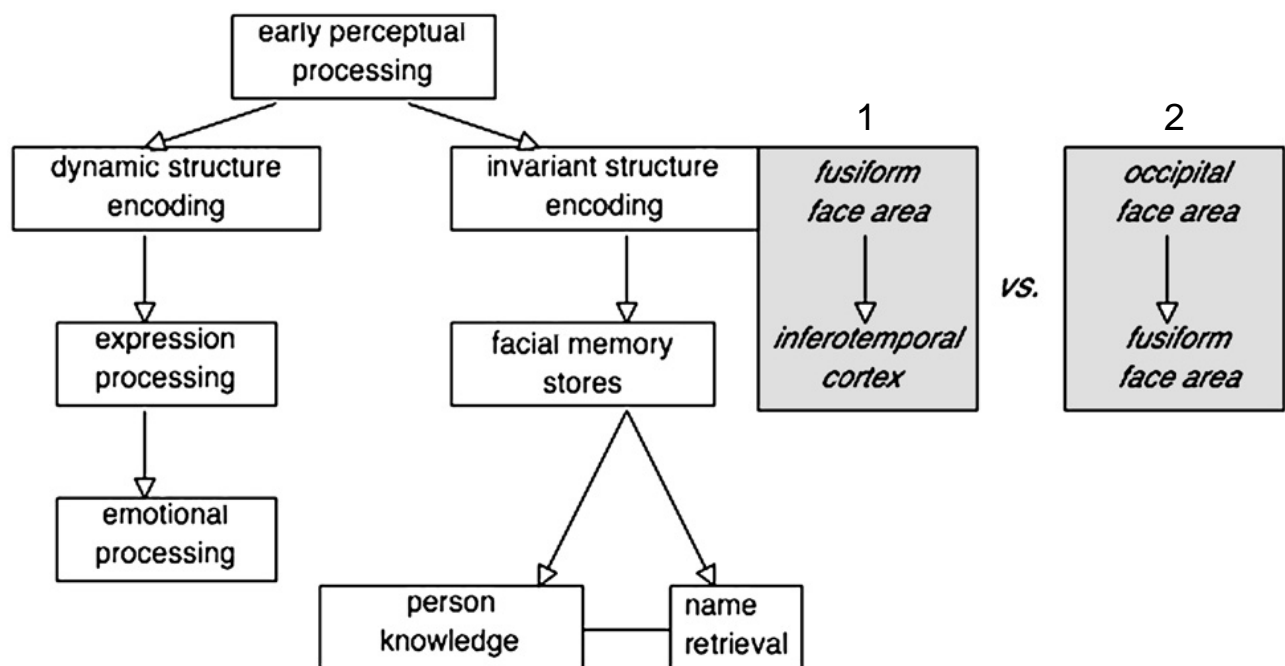 early perceptual
processing
1
2
dynamic structure
encoding
invariant structure
encoding
fusiform
face area
occipital
face area
vs.
expression
processing
facial memory
stores
inferotemporal
cortex
fusiform
face area
emotional
processing
person
knowledge
name
retrieval